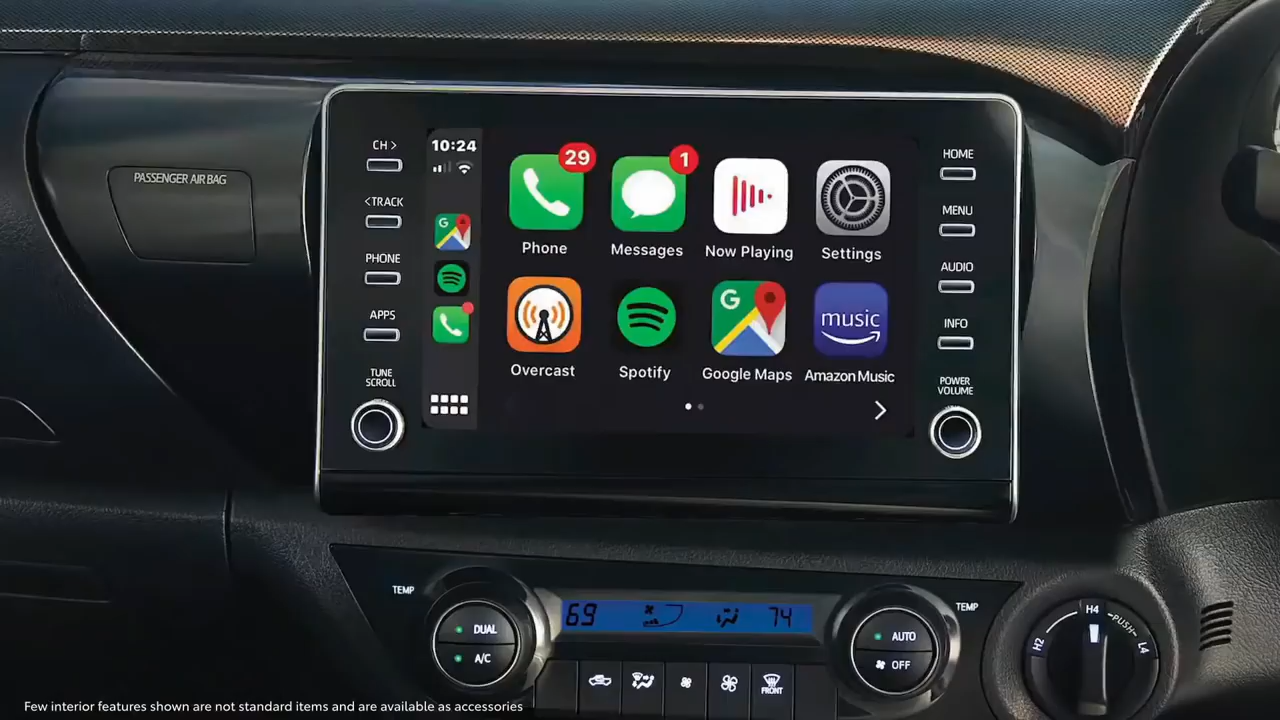 PASSENGER AIR BAG
CH >
<TRACK
PHONE
APPS
TUNE
SCROLL
10:24
29
Phone
1
Messages
Now Playing
Settings
Overcast
Spotify
G
G
Google Maps
music
Amazon Music
HOME
MENU
AUDIO
INFO
POWER
VOLUME
TEMP
DUAL
A/C
69
74
AUTO
OFF
TEMP
FRONT
H2
H4
PUSH
L4
Few interior features shown are not standard items and are available as accessories